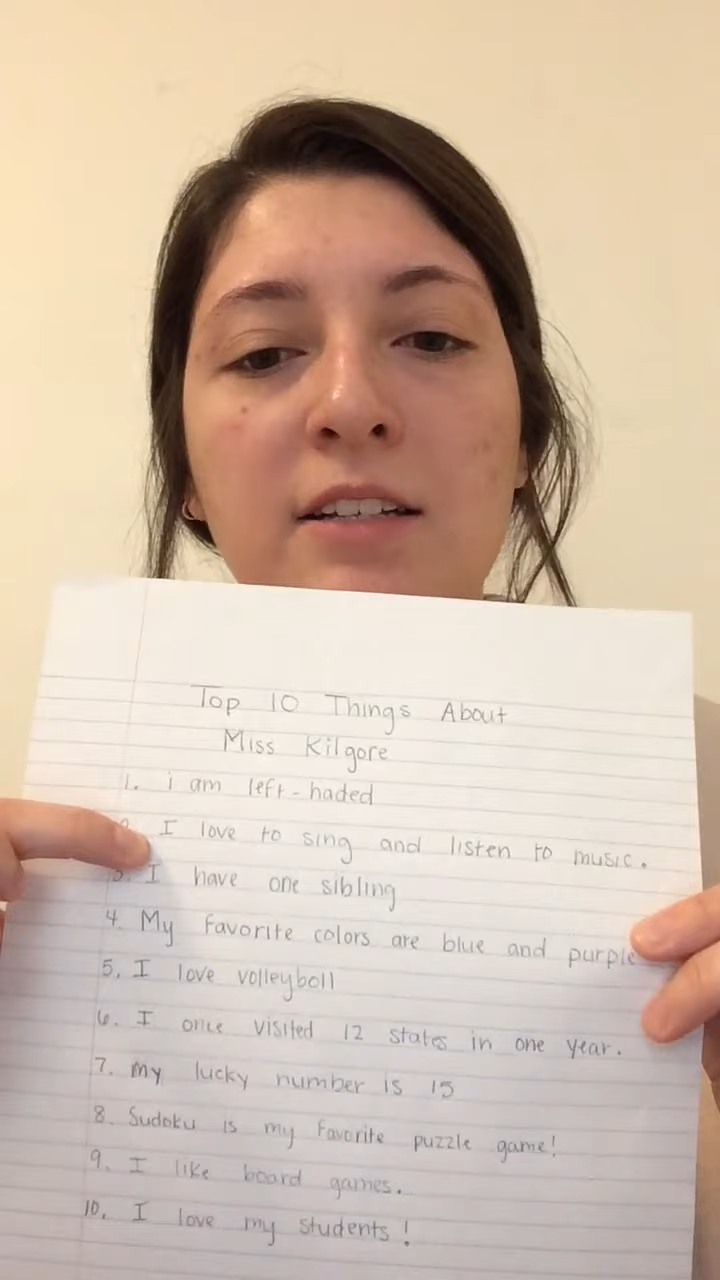 Top 10 Things About
Miss Kilgore
1. i am left-haded
2. I love to sing and listen to music.
3. I have one sibling
4. My favorite colors are blue and purple
5. I love volleyboll
6. I once visited 12 states in one year.
7. my lucky number is 15
8. Sudoku is my favorite puzzle game!
9. I like board games.
10. I love my students!